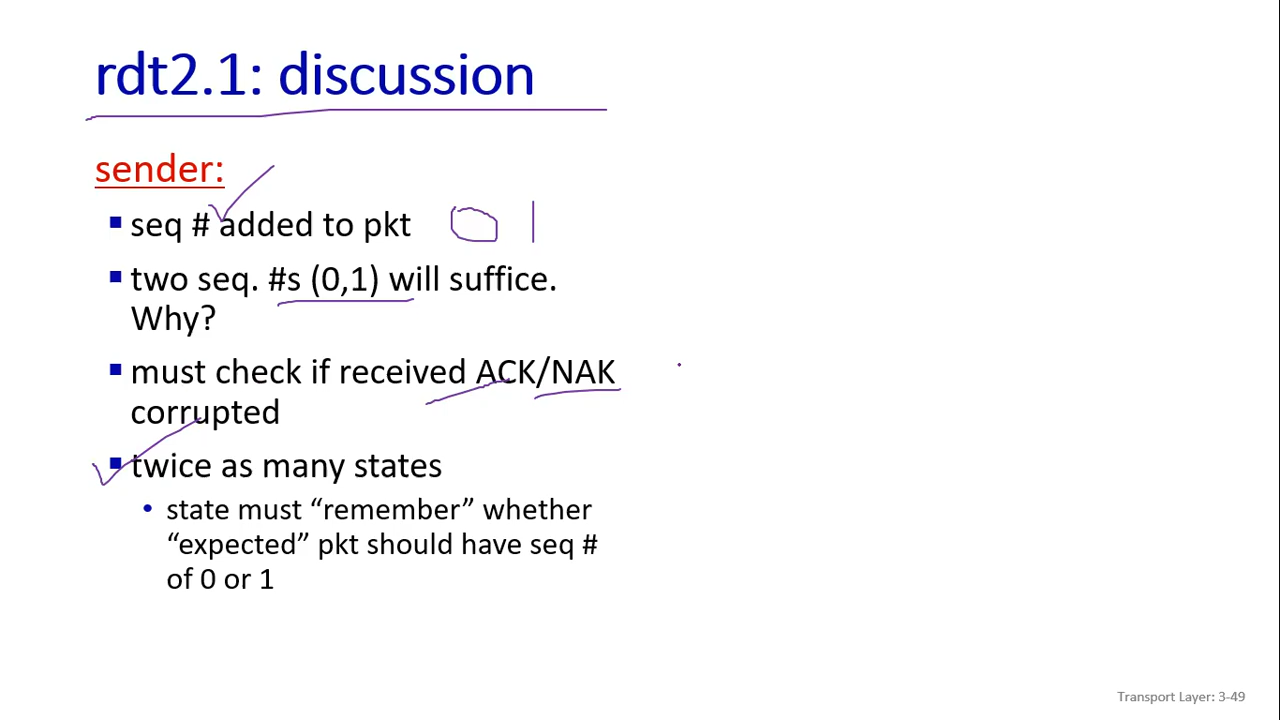 rdt2.1: discussion
sender:
▪ seq # added to pkt 0 1
▪ two seq. #s (0,1) will suffice.
Why?
▪ must check if received ACK/NAK
corrupted
▪ twice as many states
• state must “remember” whether
“expected” pkt should have seq #
of 0 or 1
Transport Layer: 3-49